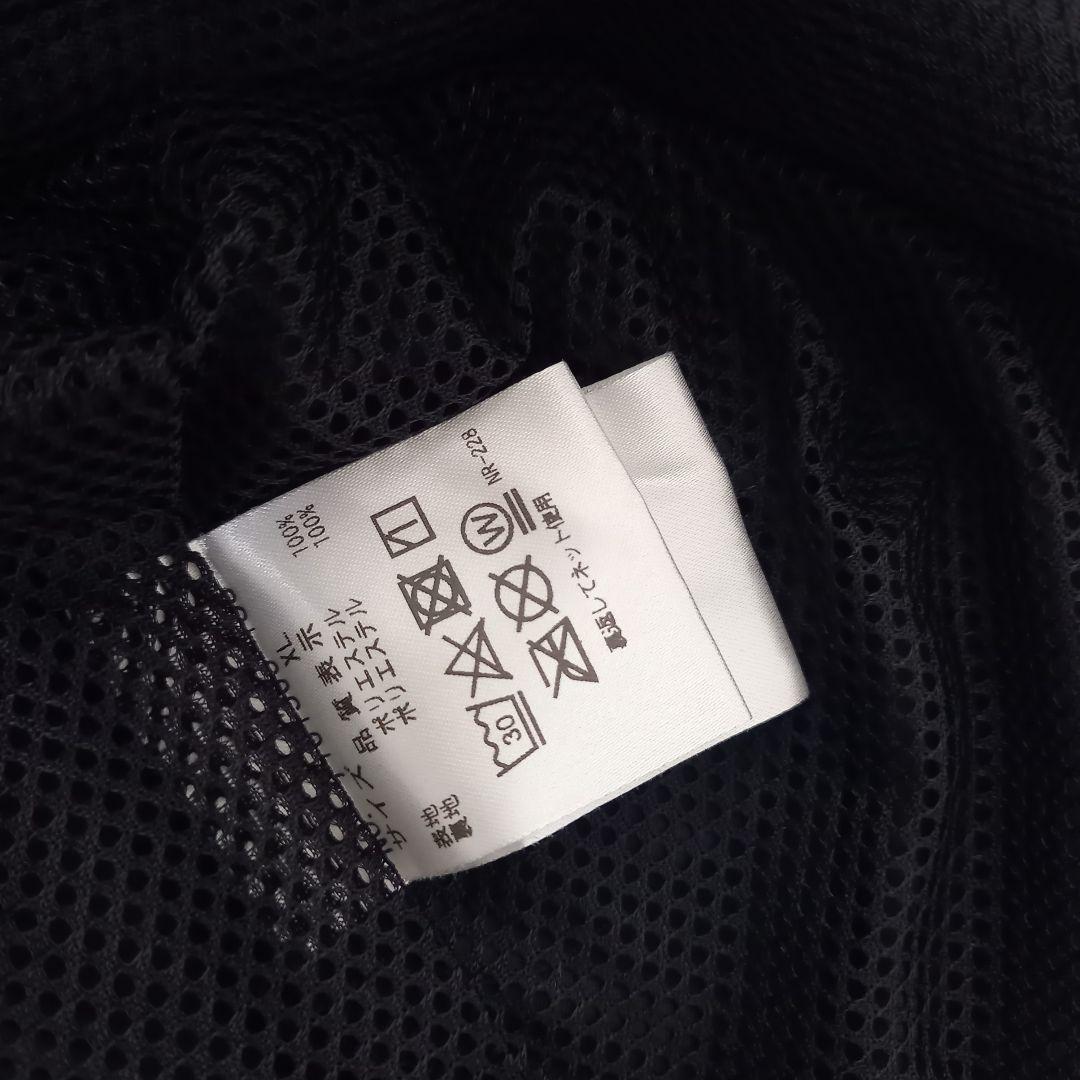 サイズ XL
品質表示
表地 ポリエステル 100%
裏地 ポリエステル 100%
30
W
裏返してネット使用
NR-228